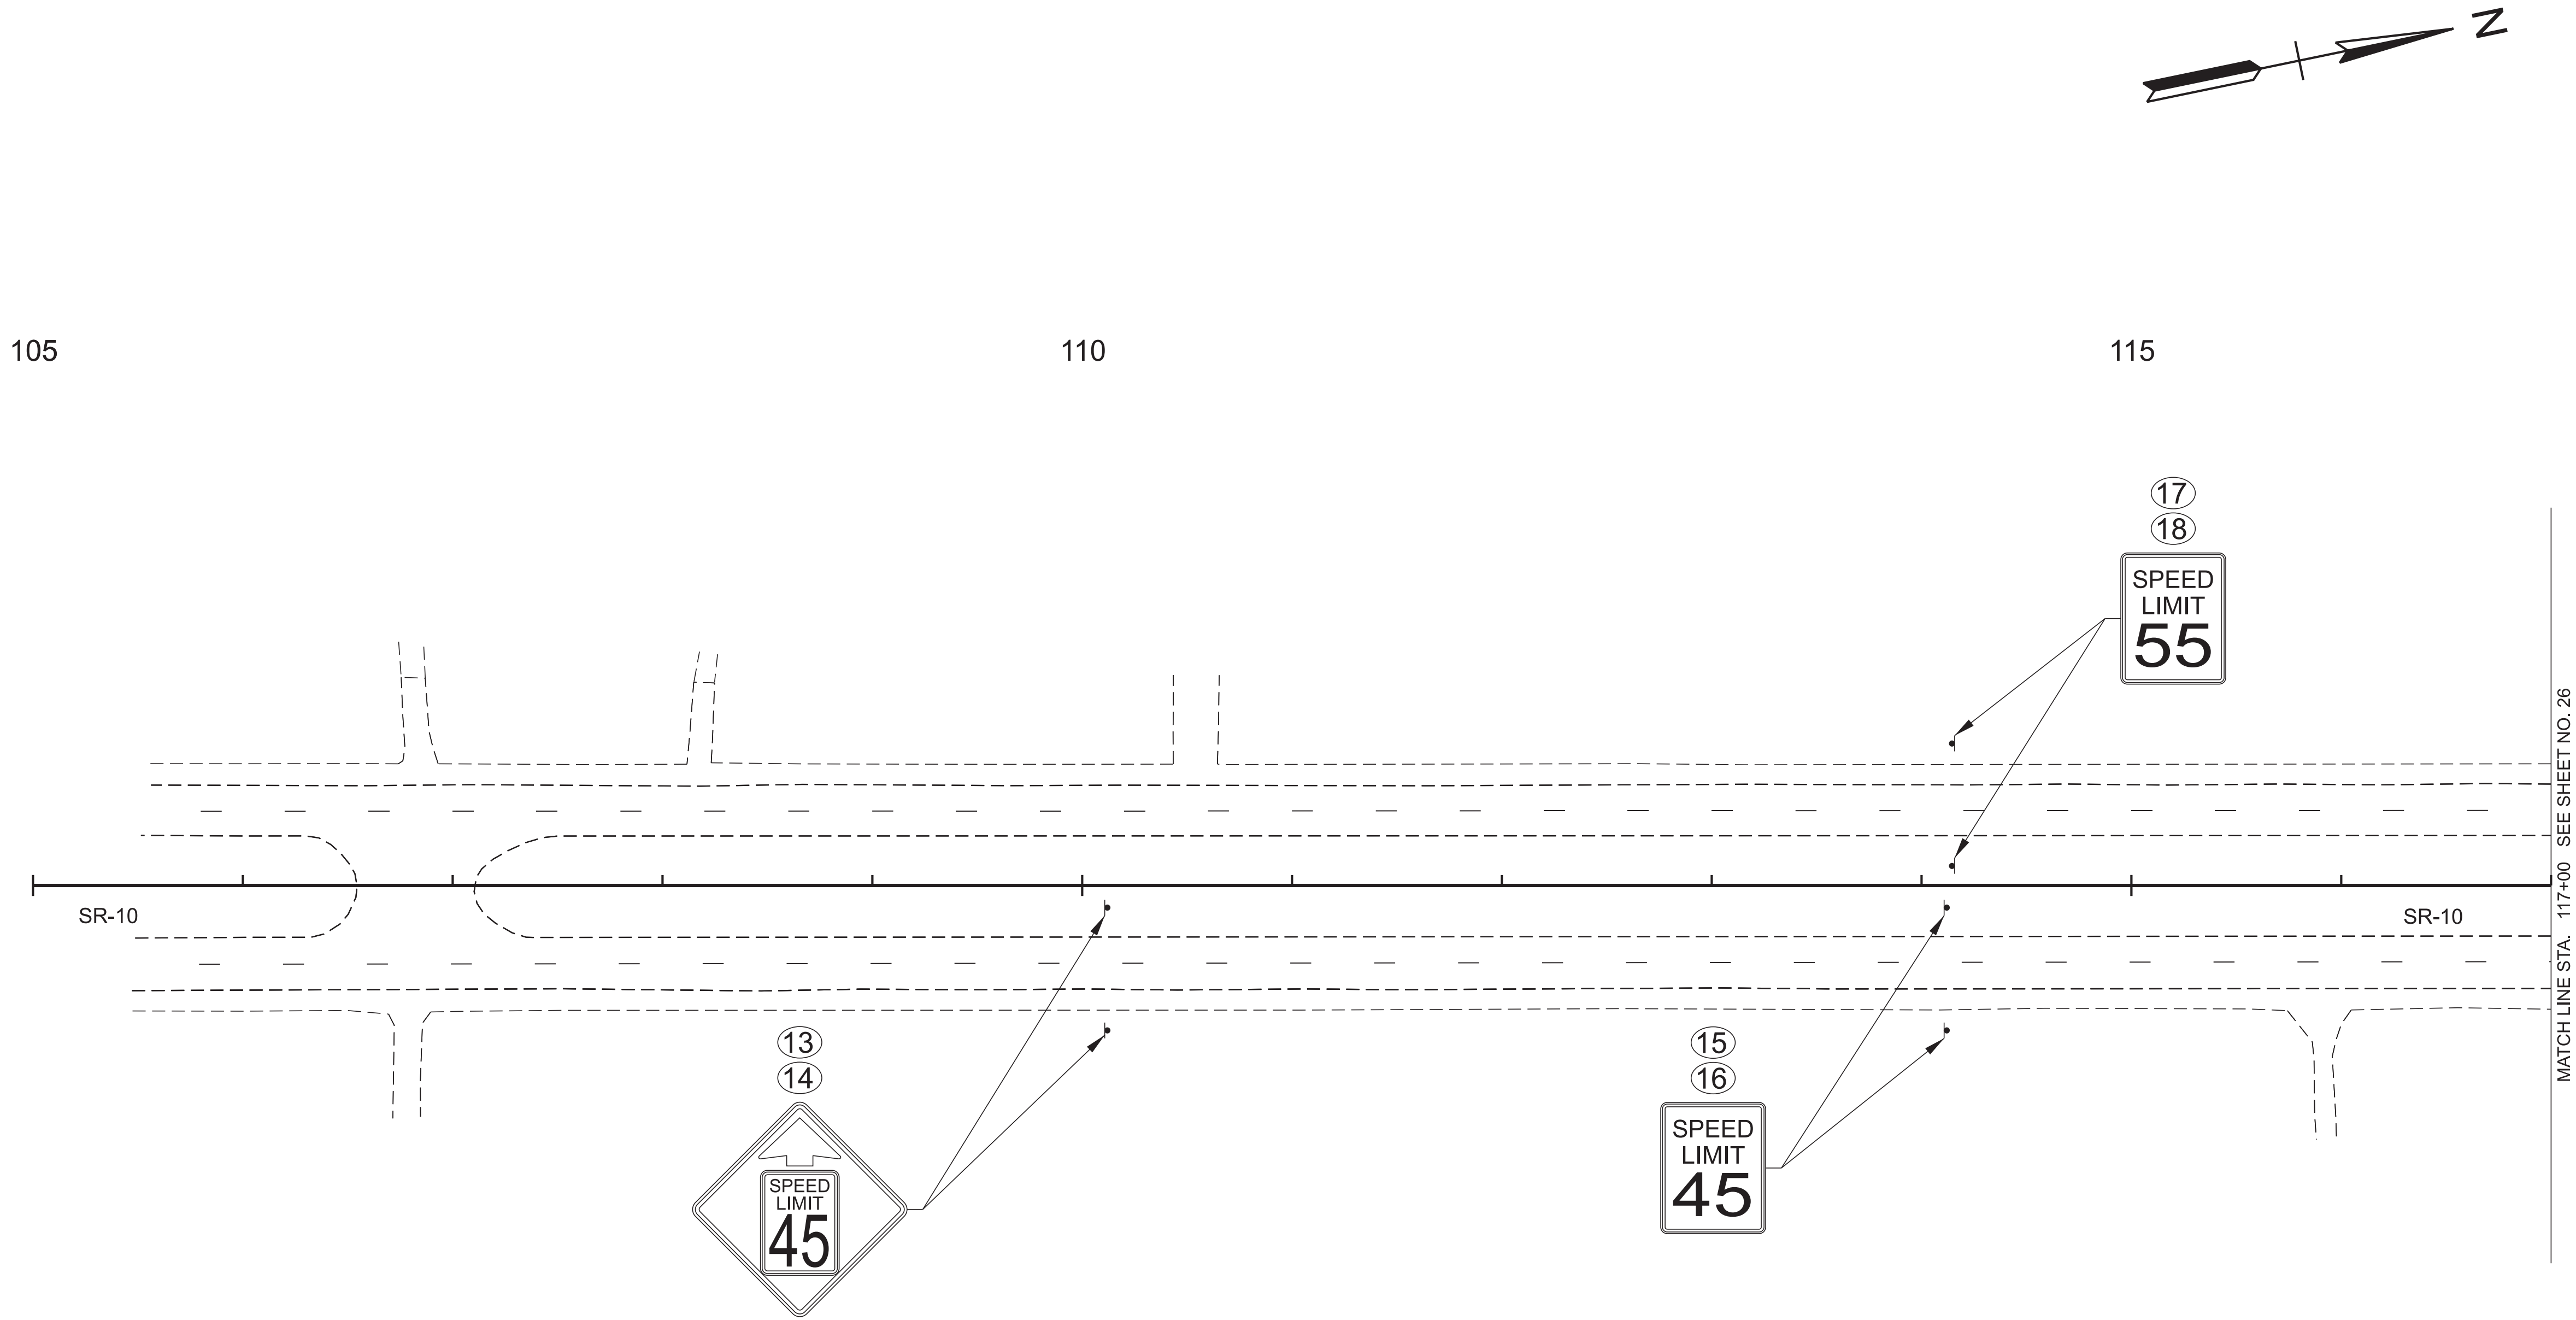 N
105
110
115
17
18
SPEED
LIMIT
55
SR-10
SR-10
13
14
SPEED
LIMIT
45
15
16
SPEED
LIMIT
45
MATCH LINE STA. 117+00 SEE SHEET NO. 26